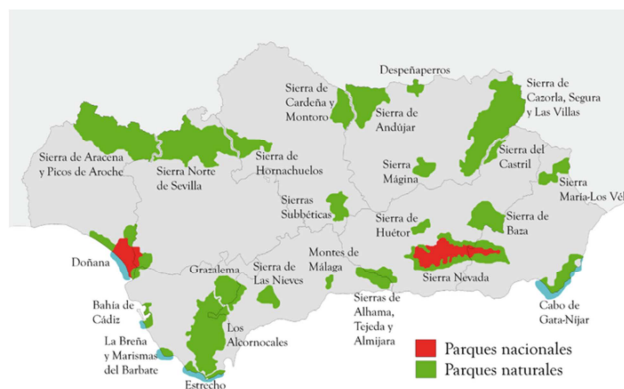 Despeñaperros
Sierra de
Cardeña y
Montoro
Sierra de
Andújar
Sierra de
Cazorla, Segura
y Las Villas
Sierra de Aracena
y Picos de Aroche
Sierra Norte
de Sevilla
Sierra de
Hornachuelos
Sierra
Mágina
Sierra del
Castril
Sierra
María-Los Vél
Sierras
Subbéticas
Sierra de
Huétor
Sierra de
Baza
Doñana
Grazalema
Sierra de
Las Nieves
Montes de
Málaga
Sierra Nevada
Bahía de
Cádiz
Los
Alcornocales
Sierras de
Alhama,
Tejeda y
Almijara
Cabo de
Gata-Níjar
La Breña
y Marismas
del Barbate
Estrecho
Parques nacionales
Parques naturales